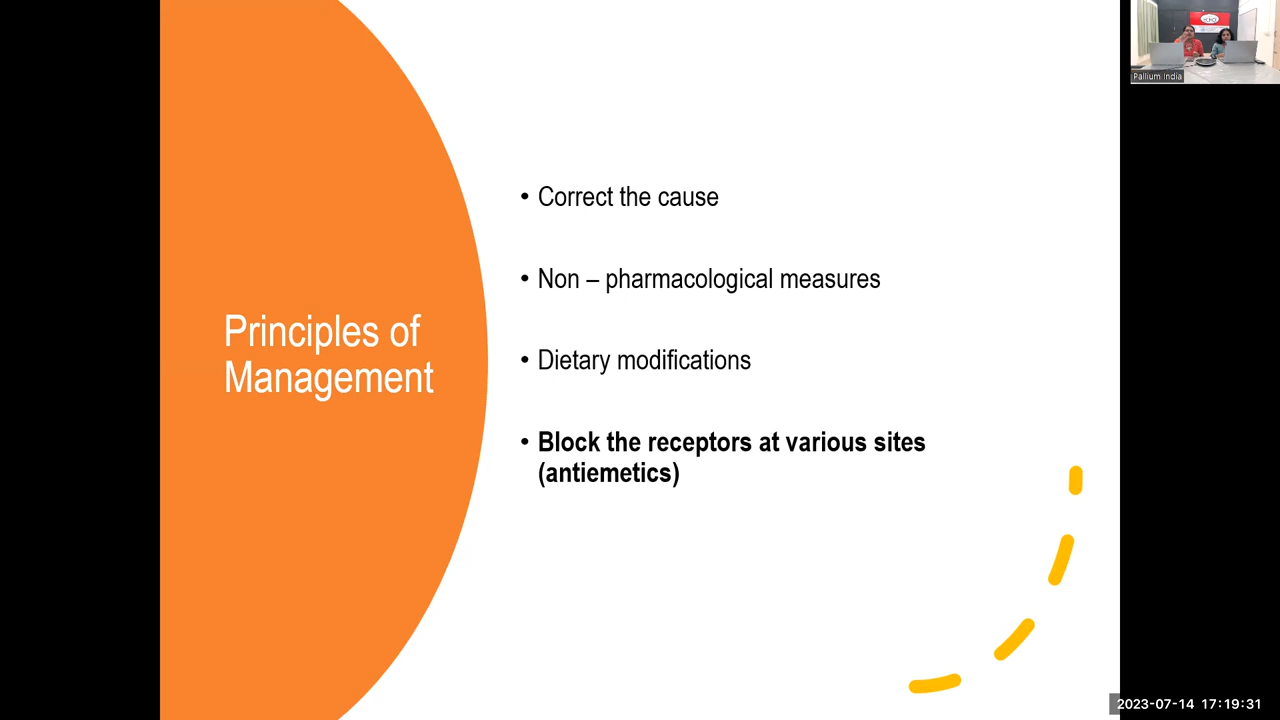 Principles of
Management
• Correct the cause
• Non – pharmacological measures
• Dietary modifications
• Block the receptors at various sites
(antiemetics)
Pallium India
2023-07-14 17:19:31